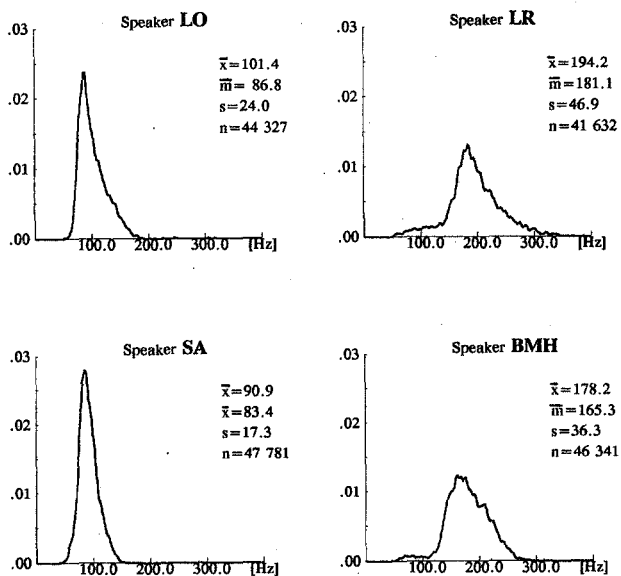 Speaker LO
.03
.02
.01
.00
100.0 200.0 300.0 [Hz]
x̅=101.4
m̅= 86.8
s=24.0
n=44 327
Speaker LR
.03
.02
.01
.00
100.0 200.0 300.0 [Hz]
x̅=194.2
m̅=181.1
s=46.9
n=41 632
Speaker SA
.03
.02
.01
.00
100.0 200.0 300.0 [Hz]
x̅=90.9
x̅=83.4
s=17.3
n=47 781
Speaker BMH
.03
.02
.01
.00
100.0 200.0 300.0 [Hz]
x̅=178.2
m̅=165.3
s=36.3
n=46 341